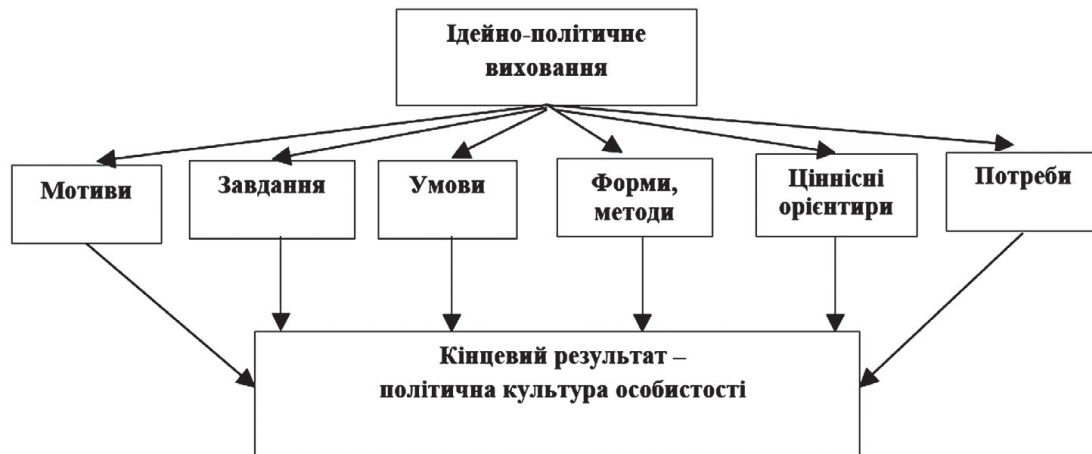 Ідейно-політичне
виховання
Мотиви
Завдання
Умови
Форми,
методи
Ціннісні
орієнтири
Потреби
Кінцевий результат –
політична культура особистості